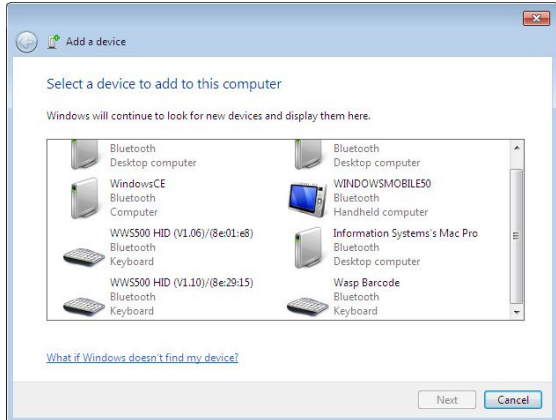 Add a device
Select a device to add to this computer
Windows will continue to look for new devices and display them here.
Bluetooth
Desktop computer
Bluetooth
Desktop computer
WindowsCE
Bluetooth
Computer
WINDOWSMOBILE50
Bluetooth
Handheld computer
WWS500 HID (V1.06)/(8e:01:e8)
Bluetooth
Keyboard
Information Systems's Mac Pro
Bluetooth
Desktop computer
WWS500 HID (V1.10)/(8e:29:15)
Bluetooth
Keyboard
Wasp Barcode
Bluetooth
Keyboard
What if Windows doesn't find my device?
Next
Cancel